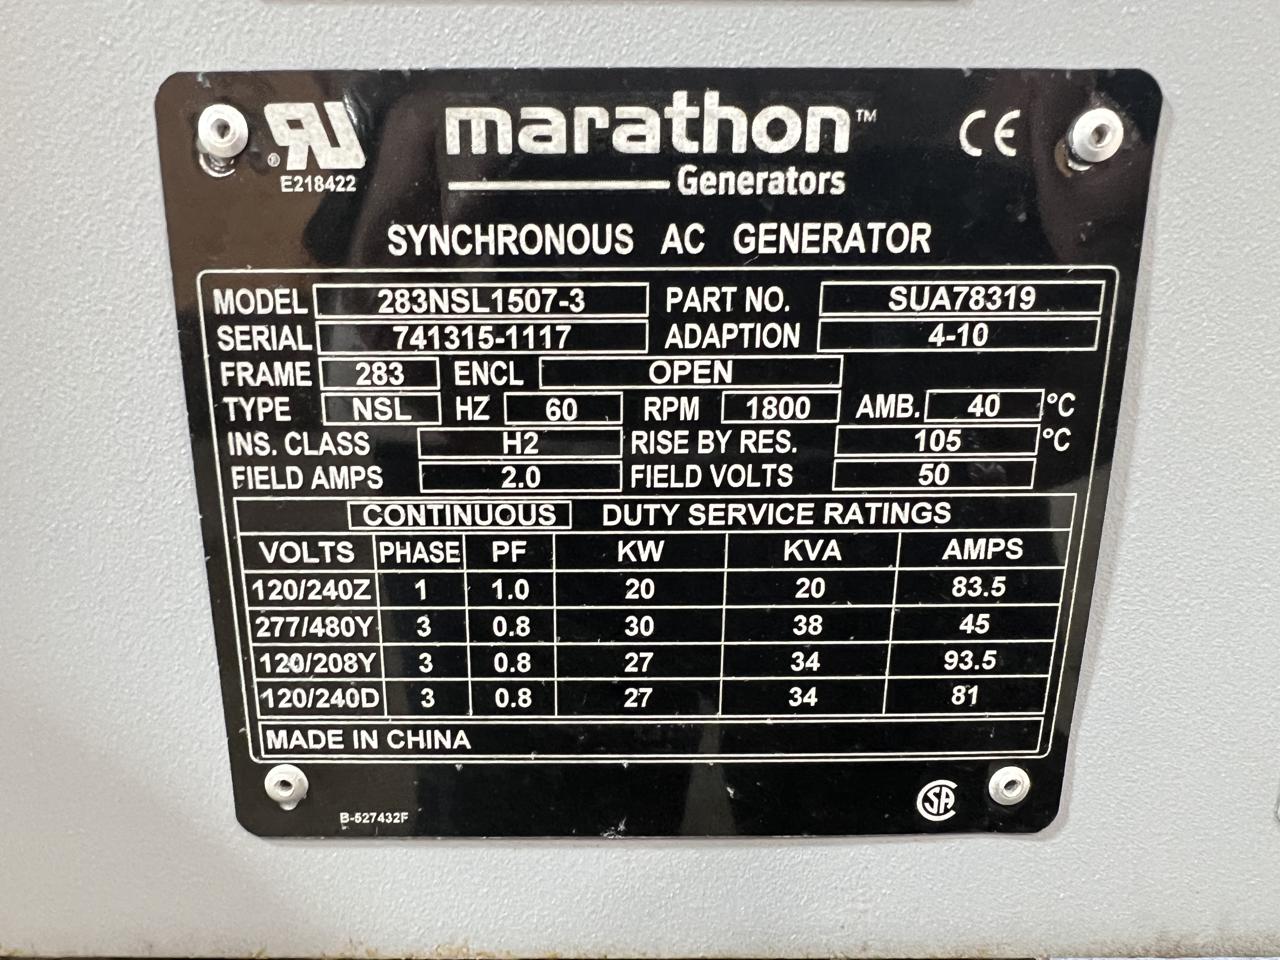 ® RU
E218422
marathon™
Generators
CE
SYNCHRONOUS AC GENERATOR
MODEL 283NSL1507-3 PART NO. SUA78319
SERIAL 741315-1117 ADAPTION 4-10
FRAME 283 ENCL OPEN
TYPE NSL HZ 60 RPM 1800 AMB. 40 °C
INS. CLASS H2 RISE BY RES. 105 °C
FIELD AMPS 2.0 FIELD VOLTS 50
CONTINUOUS DUTY SERVICE RATINGS
VOLTS PHASE PF KW KVA AMPS
120/240Z 1 1.0 20 20 83.5
277/480Y 3 0.8 30 38 45
120/208Y 3 0.8 27 34 93.5
120/240D 3 0.8 27 34 81
MADE IN CHINA
B-527432F
SA